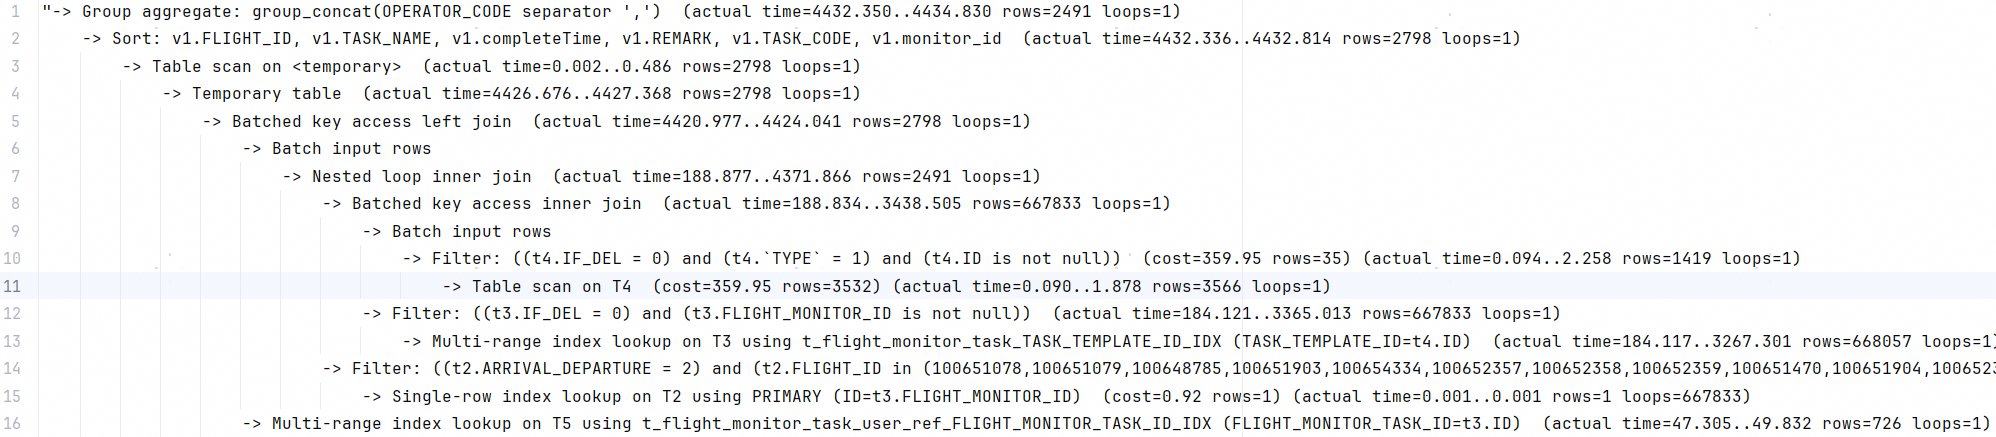 1 "-> Group aggregate: group_concat(OPERATOR_CODE separator ',')  (actual time=4432.350..4434.830 rows=2491 loops=1)
2 -> Sort: v1.FLIGHT_ID, v1.TASK_NAME, v1.completeTime, v1.REMARK, v1.TASK_CODE, v1.monitor_id  (actual time=4432.336..4432.814 rows=2798 loops=1)
3 -> Table scan on <temporary>  (actual time=0.002..0.486 rows=2798 loops=1)
4 -> Temporary table  (actual time=4426.676..4427.368 rows=2798 loops=1)
5 -> Batched key access left join  (actual time=4420.977..4424.041 rows=2798 loops=1)
6 -> Batch input rows
7 -> Nested loop inner join  (actual time=188.877..4371.866 rows=2491 loops=1)
8 -> Batched key access inner join  (actual time=188.834..3438.505 rows=667833 loops=1)
9 -> Batch input rows
10 -> Filter: ((t4.IF_DEL = 0) and (t4.`TYPE` = 1) and (t4.ID is not null))  (cost=359.95 rows=35) (actual time=0.094..2.258 rows=1419 loops=1)
11 -> Table scan on T4  (cost=359.95 rows=3532) (actual time=0.090..1.878 rows=3566 loops=1)
12 -> Filter: ((t3.IF_DEL = 0) and (t3.FLIGHT_MONITOR_ID is not null))  (actual time=184.121..3365.013 rows=667833 loops=1)
13 -> Multi-range index lookup on T3 using t_flight_monitor_task_TASK_TEMPLATE_ID_IDX (TASK_TEMPLATE_ID=t4.ID)  (actual time=184.117..3267.301 rows=668057 loops=1)
14 -> Filter: ((t2.ARRIVAL_DEPARTURE = 2) and (t2.FLIGHT_ID in (100651078,100651079,100648785,100651903,100654334,100652357,100652358,100652359,100651470,100651904,1006523
15 -> Single-row index lookup on T2 using PRIMARY (ID=t3.FLIGHT_MONITOR_ID)  (cost=0.92 rows=1) (actual time=0.001..0.001 rows=1 loops=667833)
16 -> Multi-range index lookup on T5 using t_flight_monitor_task_user_ref_FLIGHT_MONITOR_TASK_ID_IDX (FLIGHT_MONITOR_TASK_ID=t3.ID)  (actual time=47.305..49.832 rows=726 loops=1)